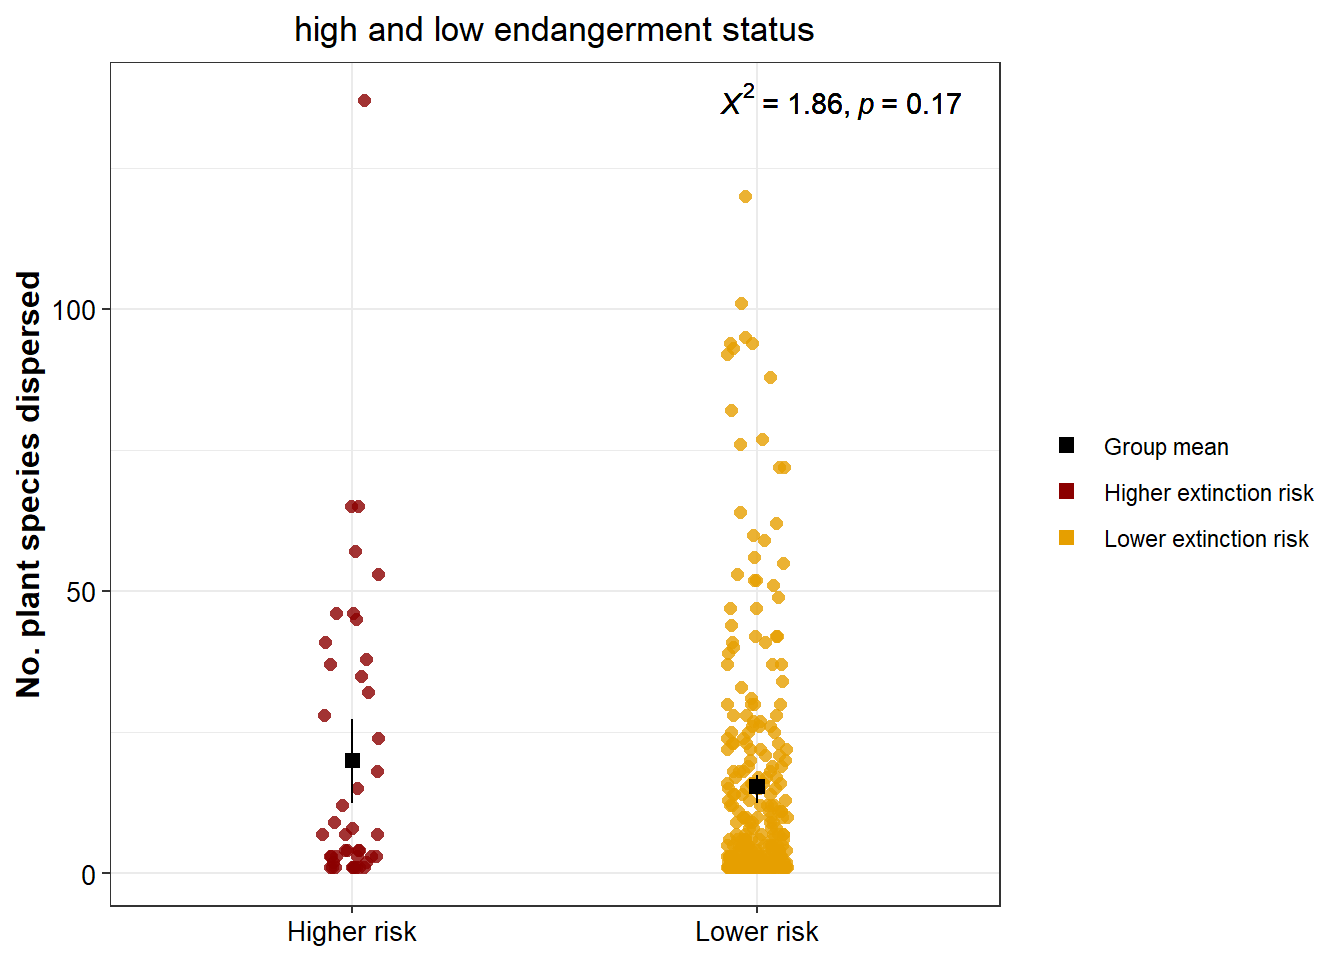 high and low endangerment status
X² = 1.86, p = 0.17
No. plant species dispersed
100
50
0
Higher risk
Lower risk
Group mean
Higher extinction risk
Lower extinction risk